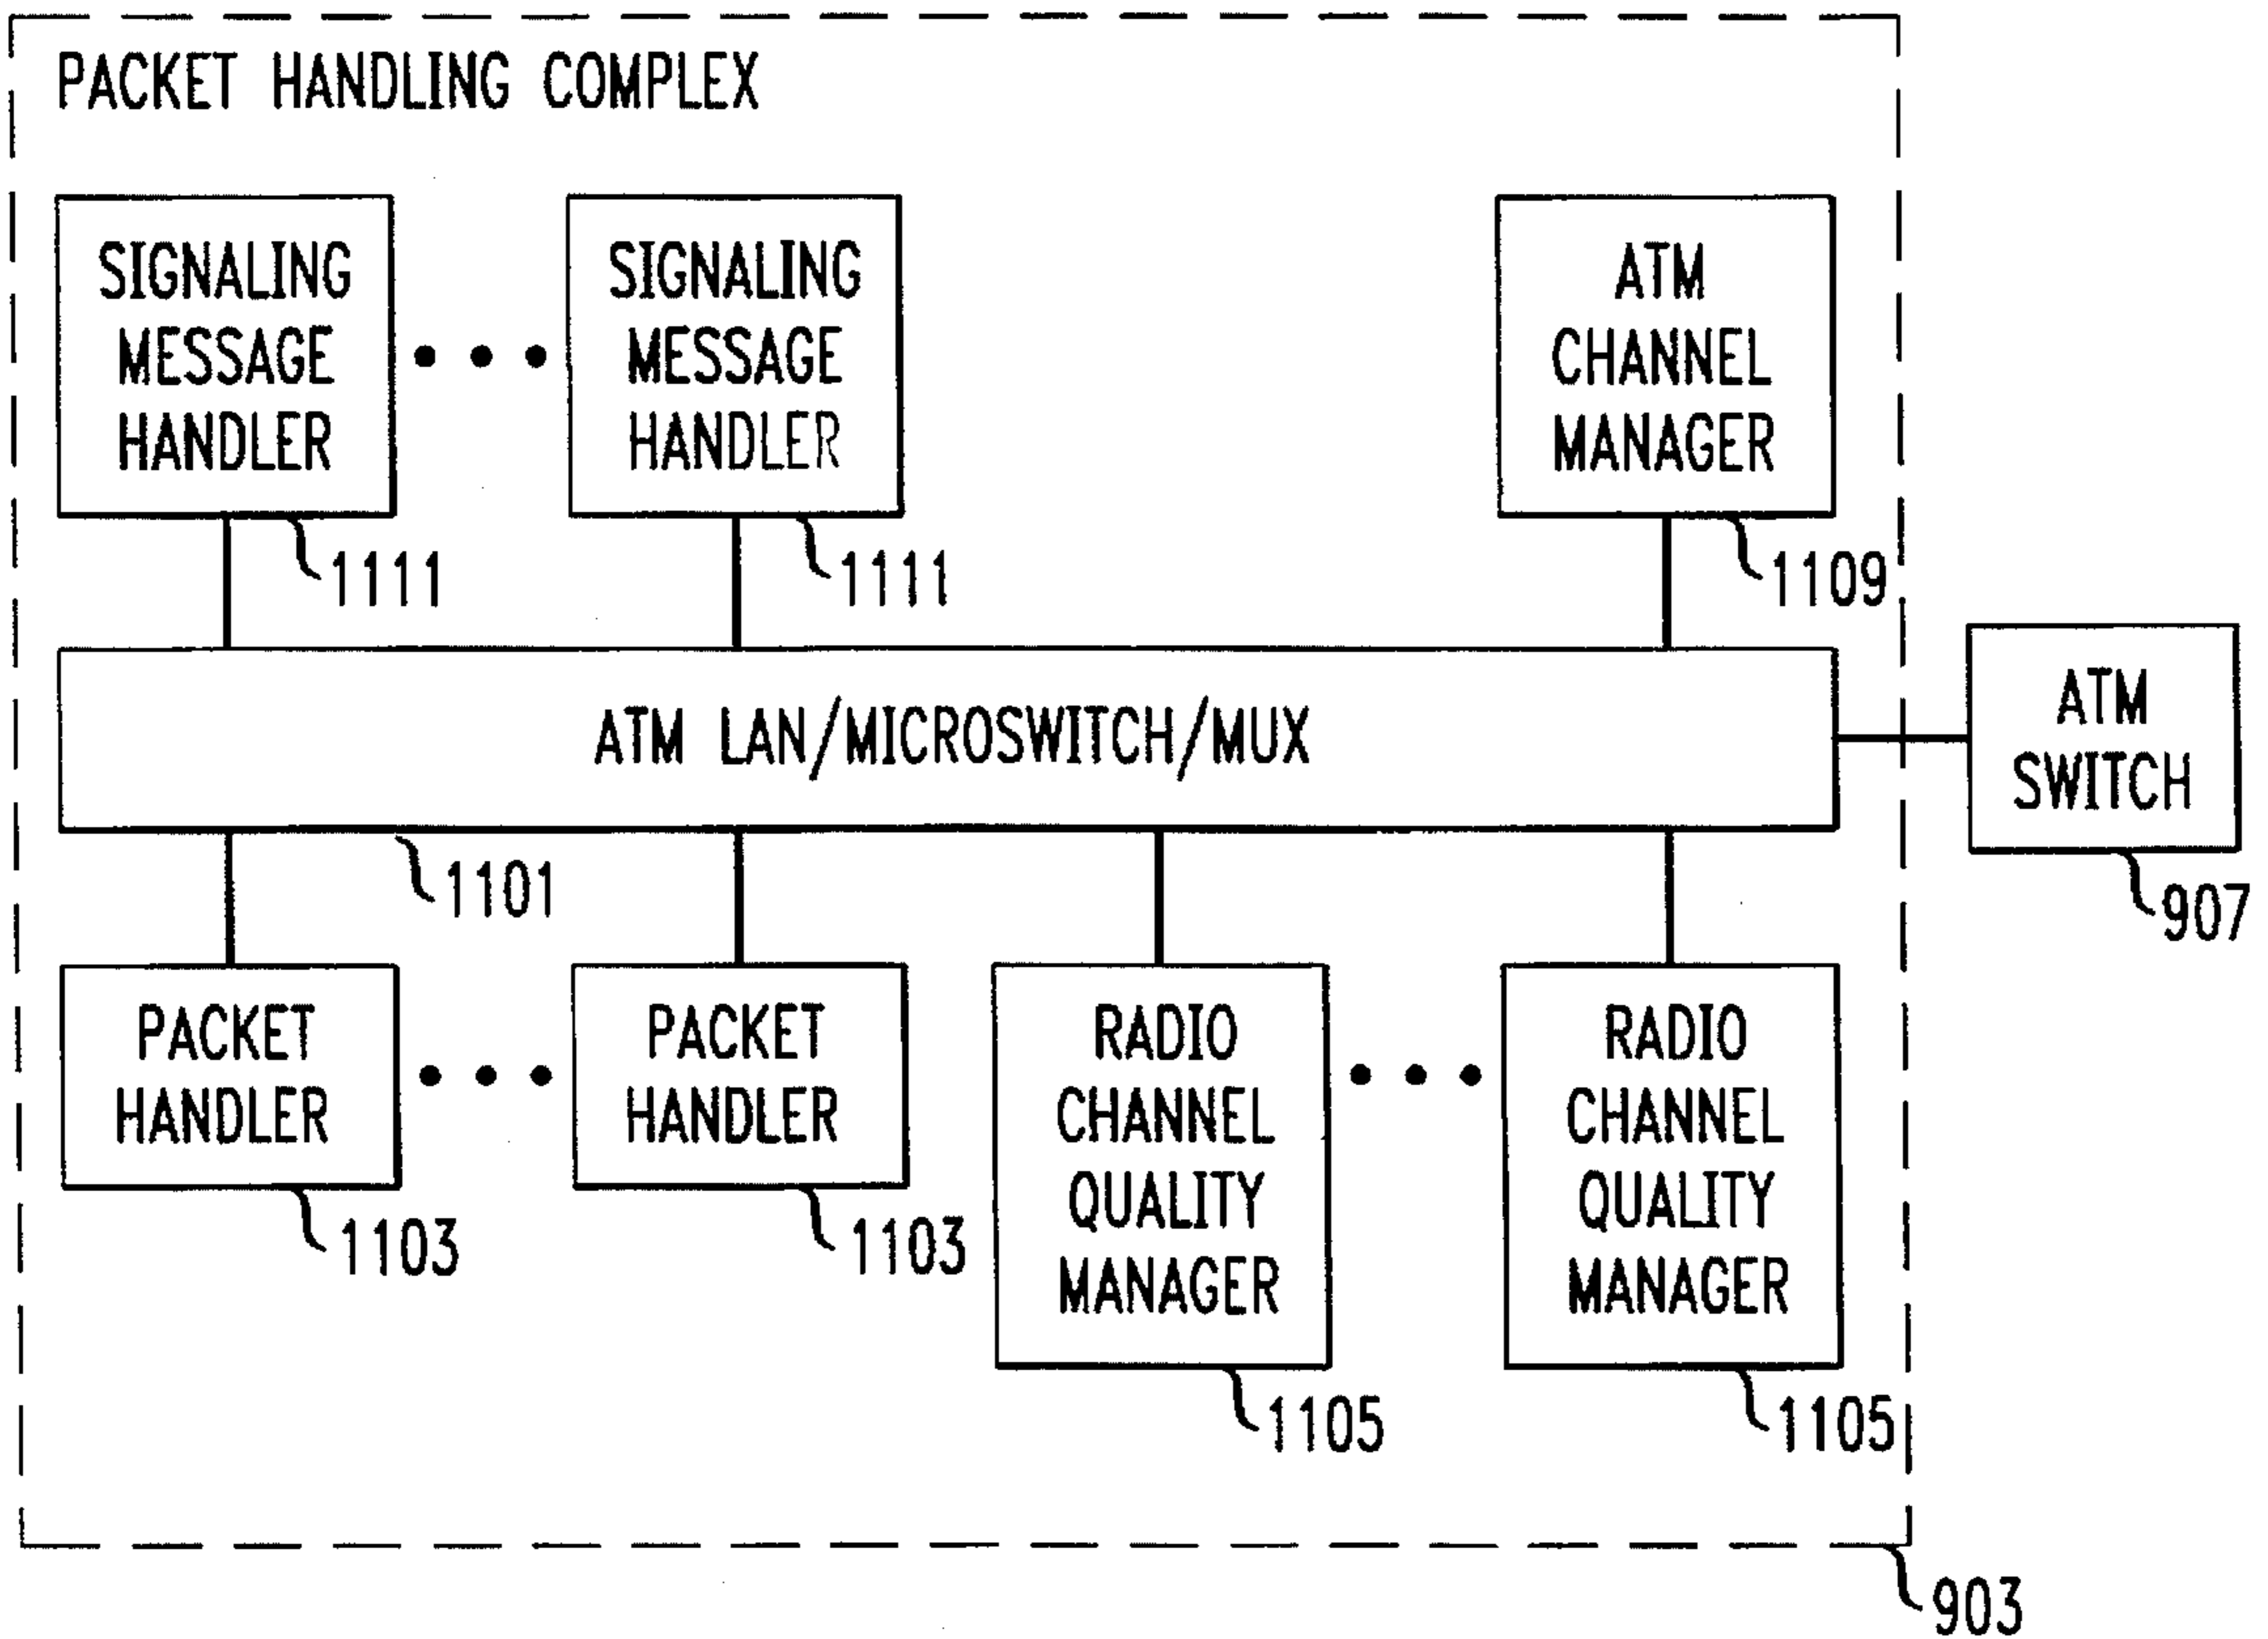 PACKET HANDLING COMPLEX
SIGNALING
MESSAGE
HANDLER
1111
SIGNALING
MESSAGE
HANDLER
1111
ATM
CHANNEL
MANAGER
1109
ATM LAN/MICROSWITCH/MUX
1101
ATM
SWITCH
907
PACKET
HANDLER
1103
PACKET
HANDLER
1103
RADIO
CHANNEL
QUALITY
MANAGER
1105
RADIO
CHANNEL
QUALITY
MANAGER
1105
903